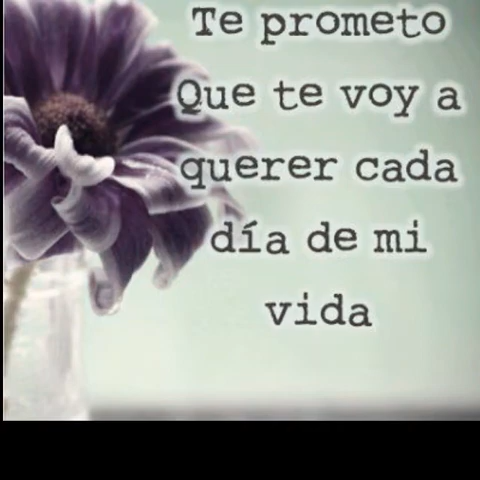 Te prometo
Que te voy a
querer cada
día de mi
vida